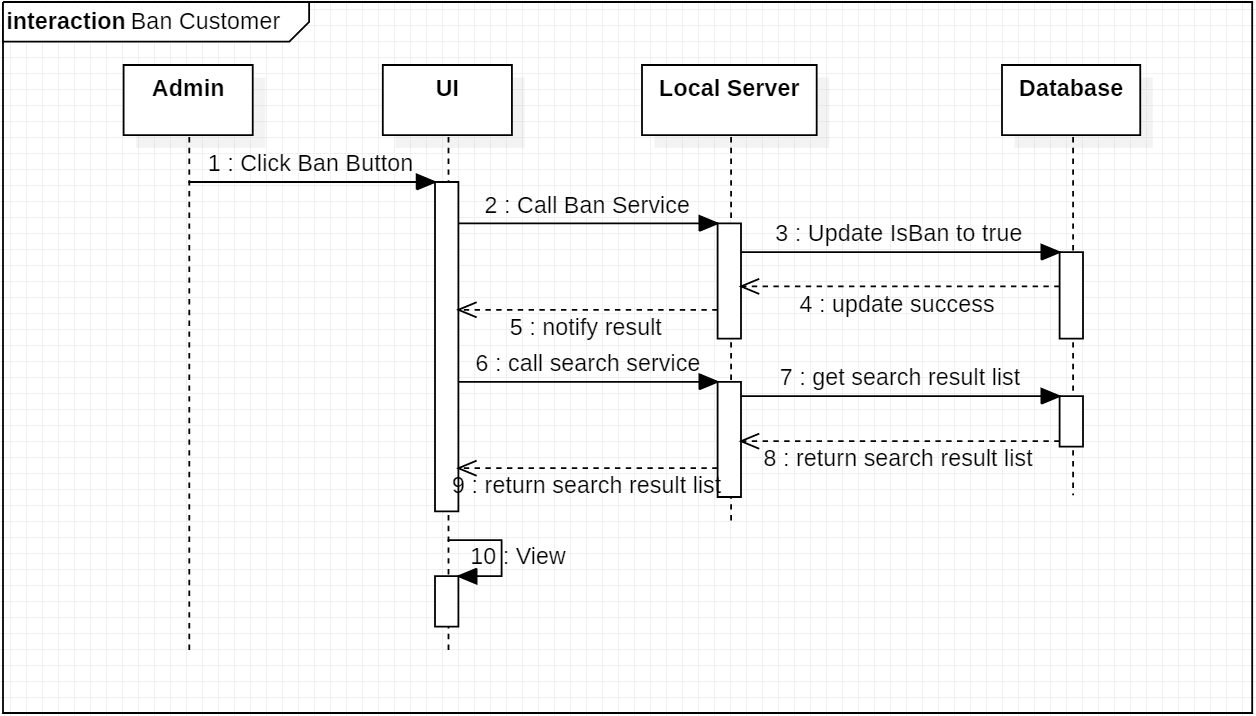 interaction Ban Customer
Admin
UI
Local Server
Database
1 : Click Ban Button
2 : Call Ban Service
3 : Update IsBan to true
4 : update success
5 : notify result
6 : call search service
7 : get search result list
8 : return search result list
9 : return search result list
10 : View